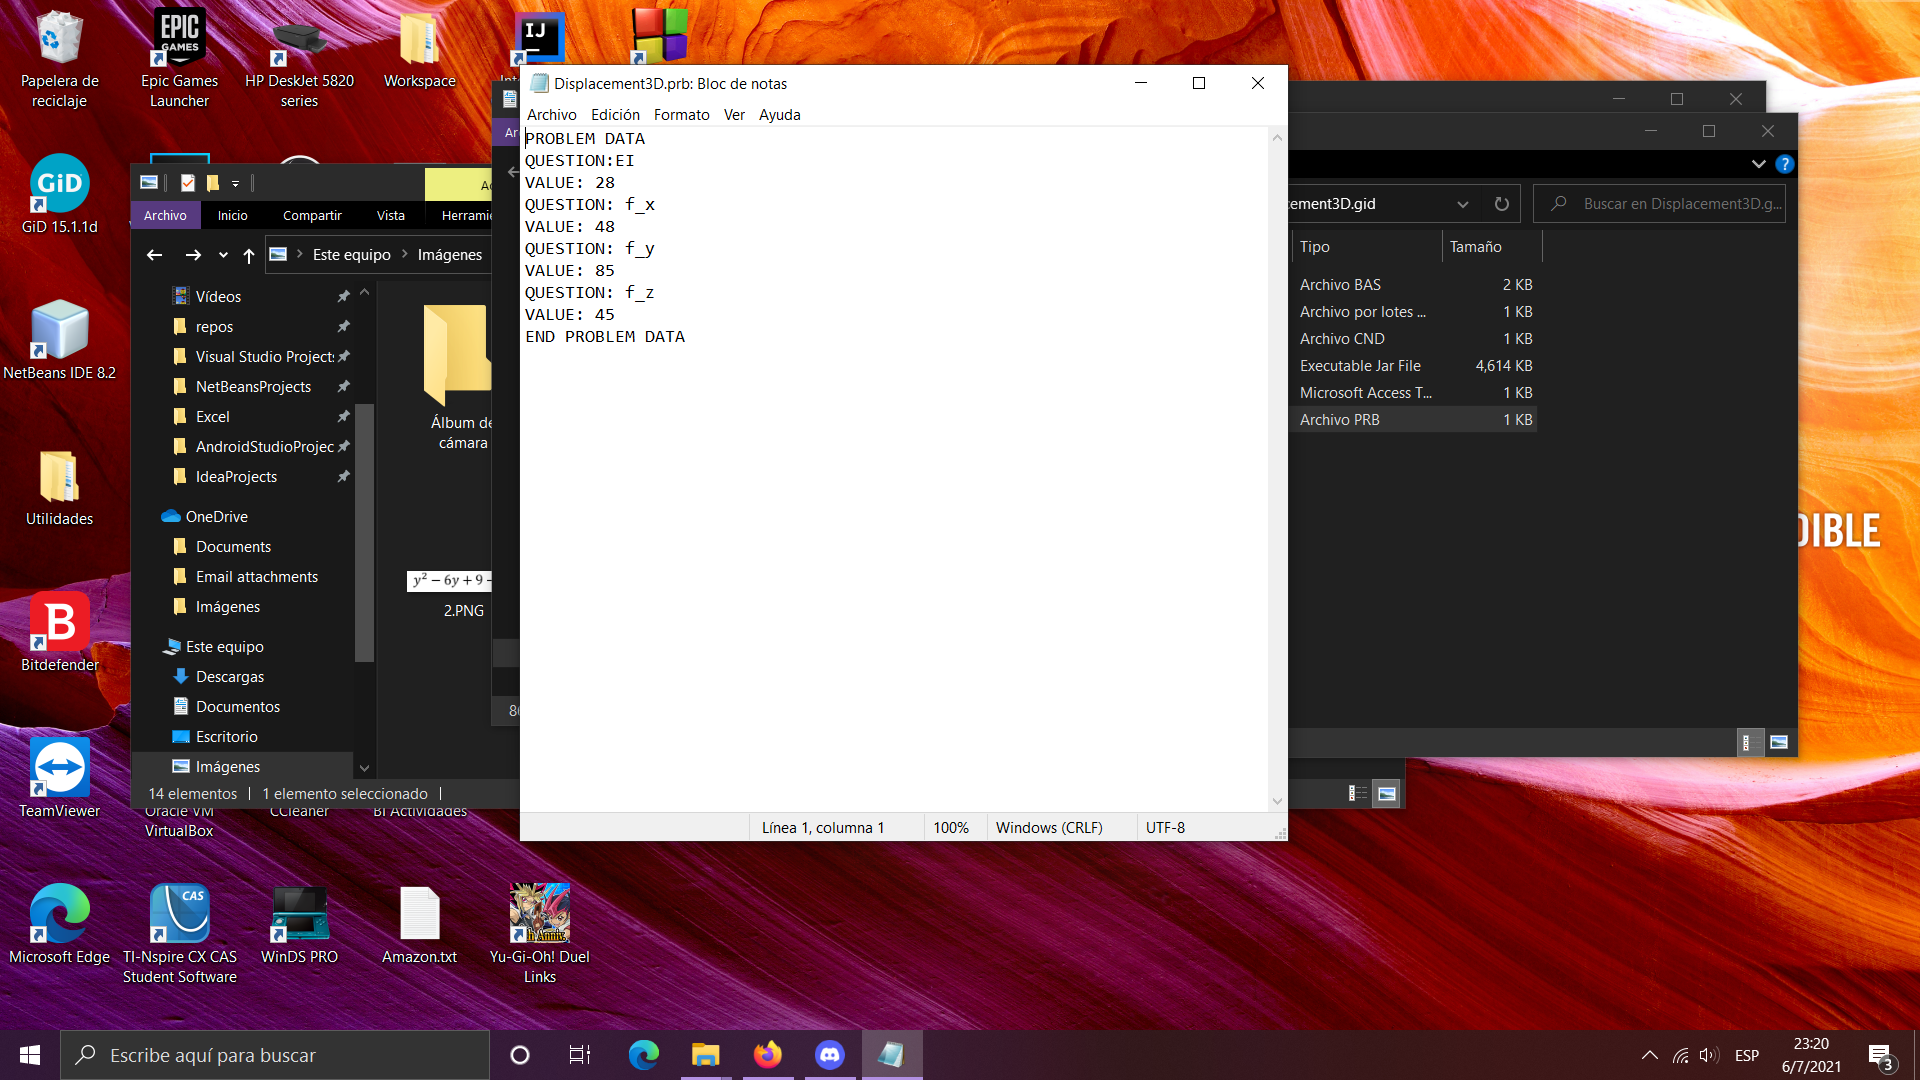 Papelera de
reciclaje
EPIC
GAMES
Epic Games
Launcher
HP DeskJet 5820
series
Workspace
IJ
GiD
GiD 15.1.1d
NetBeans IDE 8.2
Utilidades
B
Bitdefender
TeamViewer
Oracle VM
VirtualBox
CCleaner
BI Actividades
Microsoft Edge
CAS
TI-Nspire CX CAS
Student Software
WinDS PRO
Amazon.txt
Yu-Gi-Oh! Duel
Links
Archivo
Inicio
Compartir
Vista
Este equipo
Imágenes
Vídeos
repos
Visual Studio Projects
NetBeansProjects
Excel
AndroidStudioProjec
IdeaProjects
OneDrive
Documents
Email attachments
Imágenes
Este equipo
Descargas
Documentos
Escritorio
Imágenes
Álbum de
cámara
y² − 6y + 9 −
2.PNG
14 elementos
1 elemento seleccionado
Displacement3D.prb: Bloc de notas
Archivo Edición Formato Ver Ayuda
PROBLEM DATA
QUESTION:EI
VALUE: 28
QUESTION: f_x
VALUE: 48
QUESTION: f_y
VALUE: 85
QUESTION: f_z
VALUE: 45
END PROBLEM DATA
Línea 1, columna 1
100%
Windows (CRLF)
UTF-8
cement3D.gid
Buscar en Displacement3D.g...
Tipo
Tamaño
Archivo BAS 2 KB
Archivo por lotes ... 1 KB
Archivo CND 1 KB
Executable Jar File 4,614 KB
Microsoft Access T... 1 KB
Archivo PRB 1 KB
DIBLE
Escribe aquí para buscar
ESP
23:20
6/7/2021
3